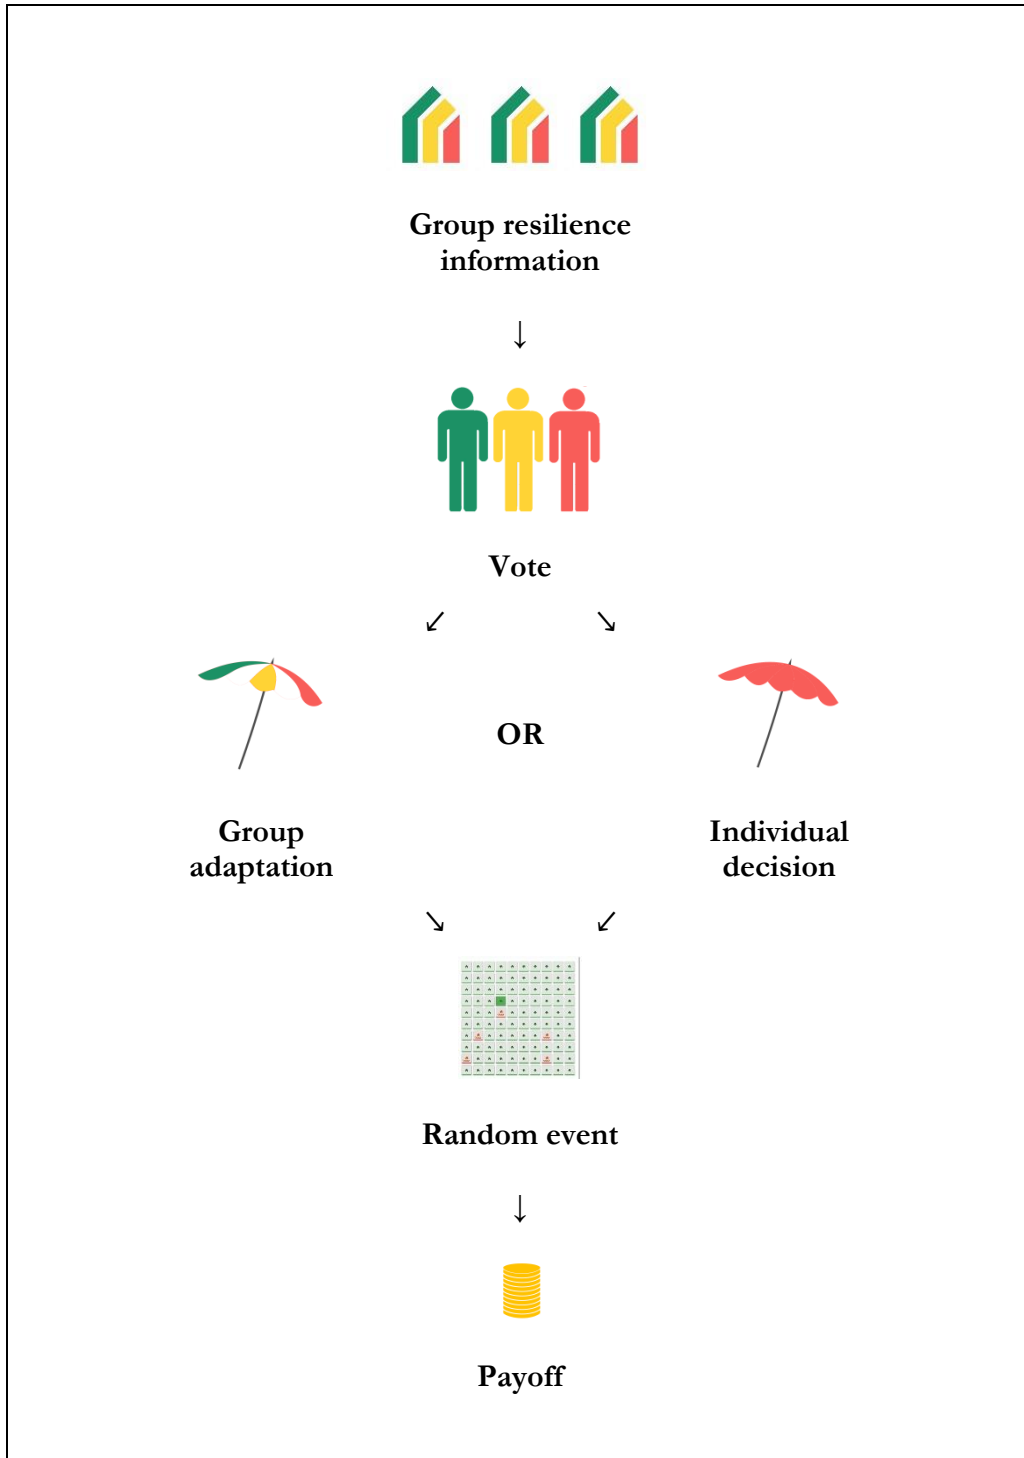 Group resilience
information
↓
Vote
↙ ↘
OR
Group
adaptation
Individual
decision
↘ ↙
Random event
↓
Payoff